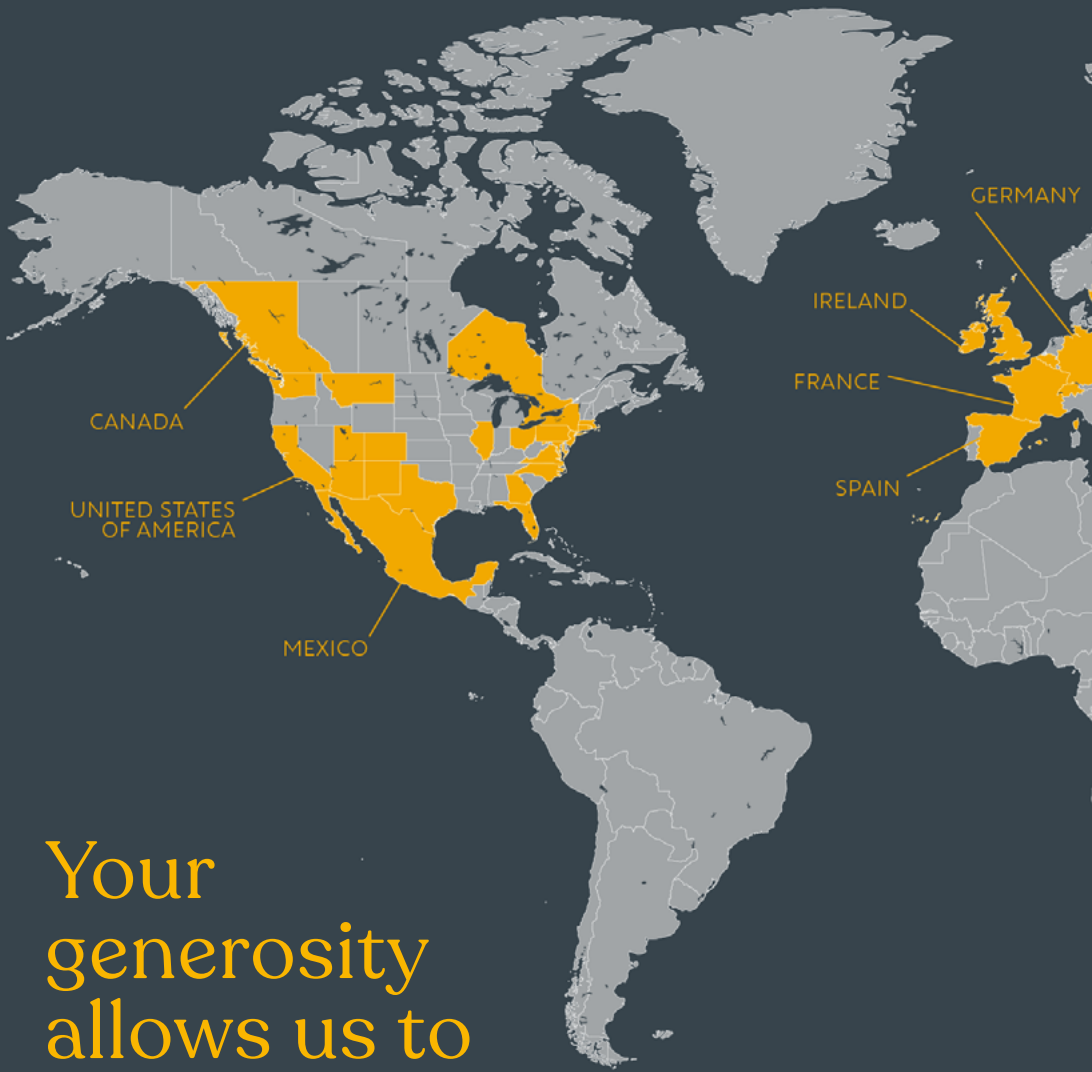 GERMANY
IRELAND
FRANCE
CANADA
SPAIN
UNITED STATES
OF AMERICA
MEXICO
Your
generosity
allows us to